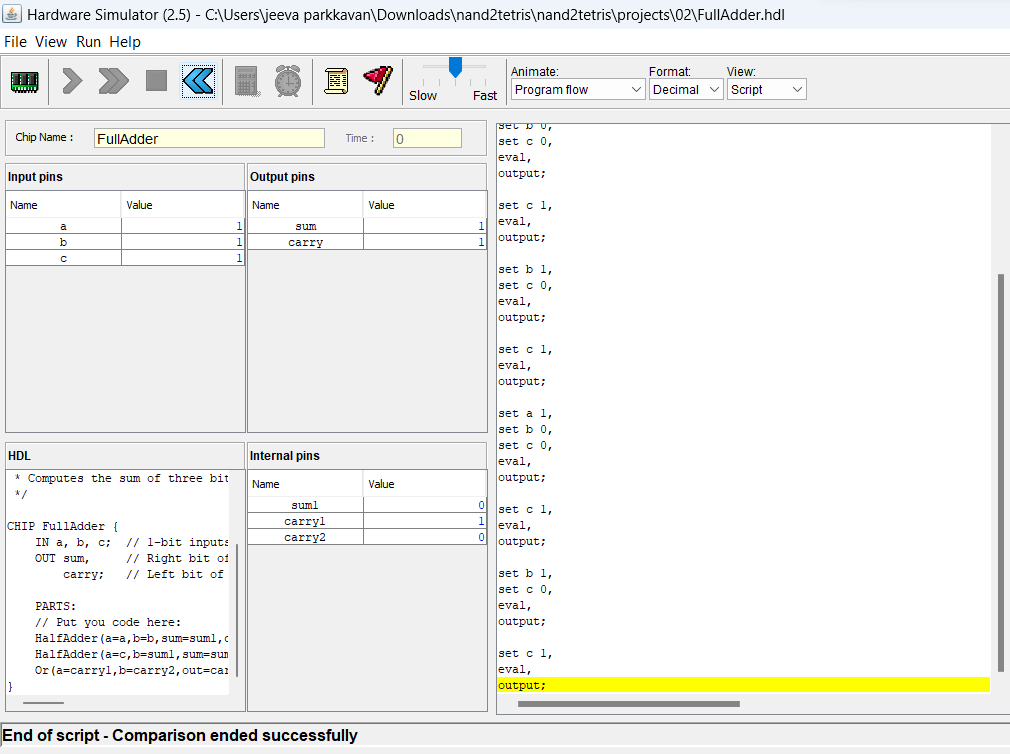 Hardware Simulator (2.5) - C:\Users\jeeva parkkavan\Downloads\nand2tetris\nand2tetris\projects\02\FullAdder.hdl
File View Run Help
Slow Fast
Animate: Format: View:
Program flow Decimal Script
Chip Name : FullAdder Time : 0
Input pins
Name Value
a 1
b 1
c 1
Output pins
Name Value
sum 1
carry 1
HDL
* Computes the sum of three bit
*/
CHIP FullAdder {
IN a, b, c; // 1-bit inputs
OUT sum, // Right bit of
carry; // Left bit of
PARTS:
// Put you code here:
HalfAdder(a=a,b=b,sum=sum1,c
HalfAdder(a=c,b=sum1,sum=sum
Or(a=carry1,b=carry2,out=car
}
Internal pins
Name Value
sum1 0
carry1 1
carry2 0
set b 0,
set c 0,
eval,
output;
set c 1,
eval,
output;
set b 1,
set c 0,
eval,
output;
set c 1,
eval,
output;
set a 1,
set b 0,
set c 0,
eval,
output;
set c 1,
eval,
output;
set b 1,
set c 0,
eval,
output;
set c 1,
eval,
output;
End of script - Comparison ended successfully